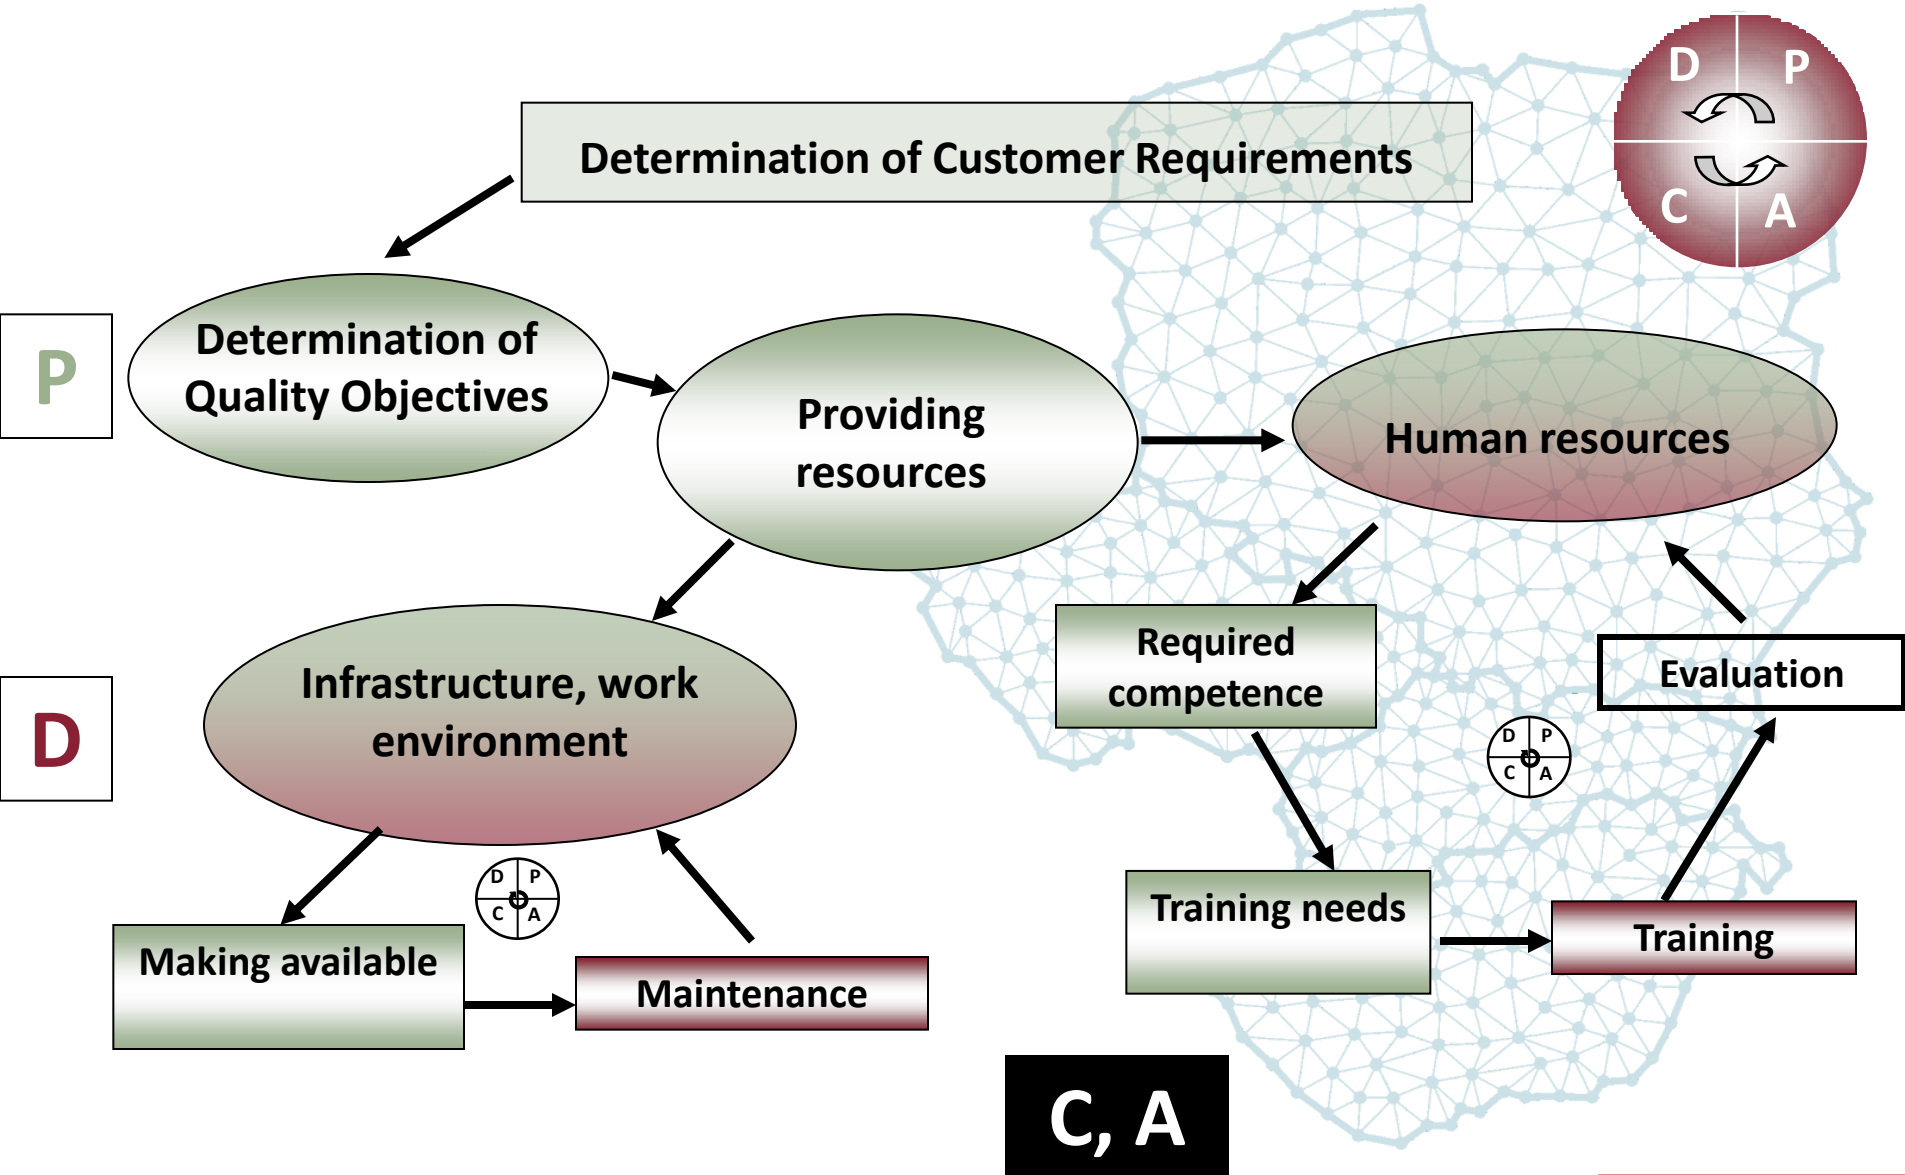 D P
C A
Determination of Customer Requirements
P
Determination of
Quality Objectives
Providing
resources
Human resources
D
Infrastructure, work
environment
Required
competence
Evaluation
D P
C A
D P
C A
Making available
Maintenance
Training needs
Training
C, A